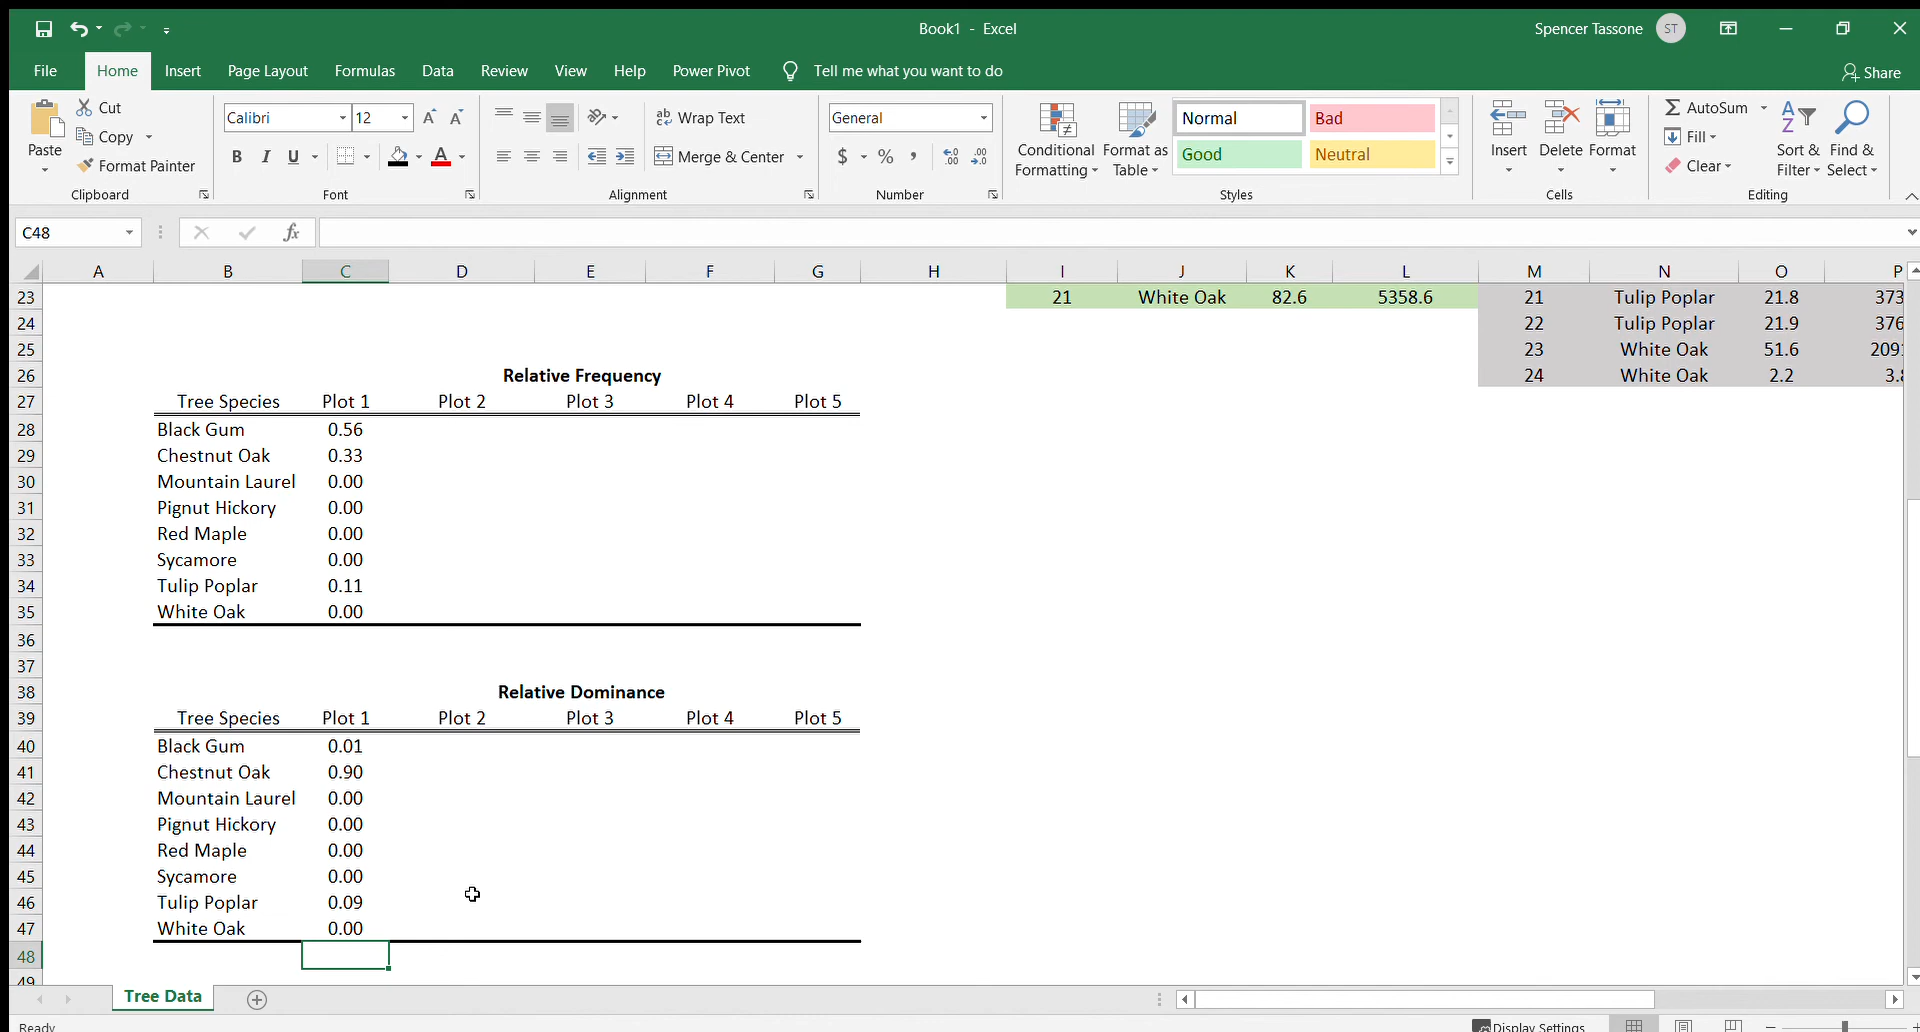 Book1 - Excel
Spencer Tassone ST
File Home Insert Page Layout Formulas Data Review View Help Power Pivot Tell me what you want to do Share
Paste
Cut
Copy
Format Painter
Clipboard
Calibri 12
B I U A
Font
Wrap Text
Merge & Center
Alignment
General
$ % ,
Number
Conditional Formatting
Format as Table
Normal Bad
Good Neutral
Styles
Insert Delete Format
Cells
AutoSum
Fill
Clear
Sort & Filter
Find & Select
Editing
C48 fx
A B C D E F G H I J K L M N O P
23 21 White Oak 82.6 5358.6 21 Tulip Poplar 21.8 373
24 22 Tulip Poplar 21.9 376
25 23 White Oak 51.6 209
26 Relative Frequency 24 White Oak 2.2 3.
27 Tree Species Plot 1 Plot 2 Plot 3 Plot 4 Plot 5
28 Black Gum 0.56
29 Chestnut Oak 0.33
30 Mountain Laurel 0.00
31 Pignut Hickory 0.00
32 Red Maple 0.00
33 Sycamore 0.00
34 Tulip Poplar 0.11
35 White Oak 0.00
36
37
38 Relative Dominance
39 Tree Species Plot 1 Plot 2 Plot 3 Plot 4 Plot 5
40 Black Gum 0.01
41 Chestnut Oak 0.90
42 Mountain Laurel 0.00
43 Pignut Hickory 0.00
44 Red Maple 0.00
45 Sycamore 0.00
46 Tulip Poplar 0.09
47 White Oak 0.00
48
49
Tree Data
Ready Display Settings